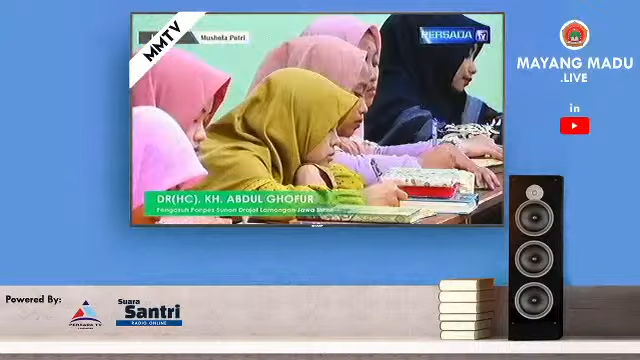 MMTV
Mushola Putri
PERSADA TV
MAYANG MADU
.LIVE
in
DR(HC). KH. ABDUL GHOFUR
Pengasuh Ponpes Sunan Drajat Lamongan Jawa Timur
SHARP
Powered By:
PERSADA TV
Suara
Santri
RADIO ONLINE